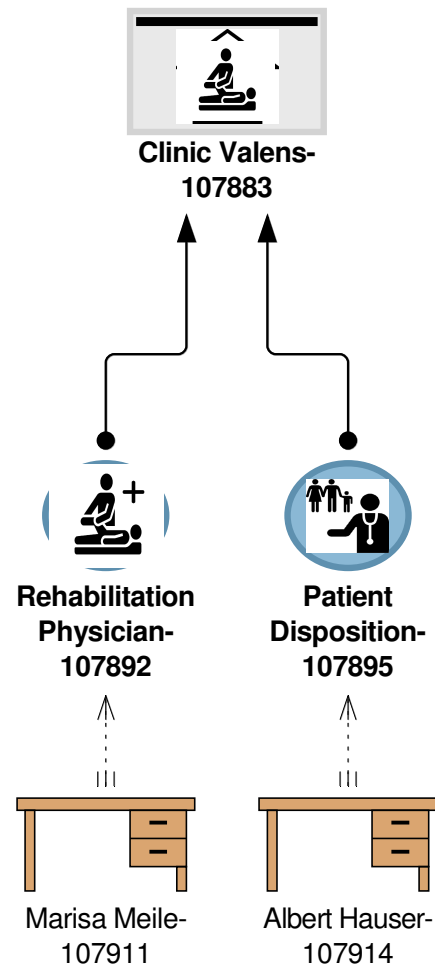 Clinic Valens-
107883
Rehabilitation
Physician-
107892
Patient
Disposition-
107895
Marisa Meile-
107911
Albert Hauser-
107914